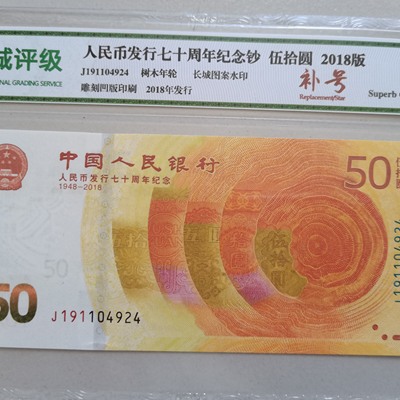 城评级
NAL GRADING SERVICE
人民币发行七十周年纪念钞 伍拾圆 2018版
J191104924 树木年轮 长城图案水印
雕刻凹版印刷 2018年发行
补号
Replacement/Star
Superb
中国人民银行
人民币发行七十周年纪念
1948-2018
50
伍拾圆
50
伍拾圆
50
J191104924
J191104924